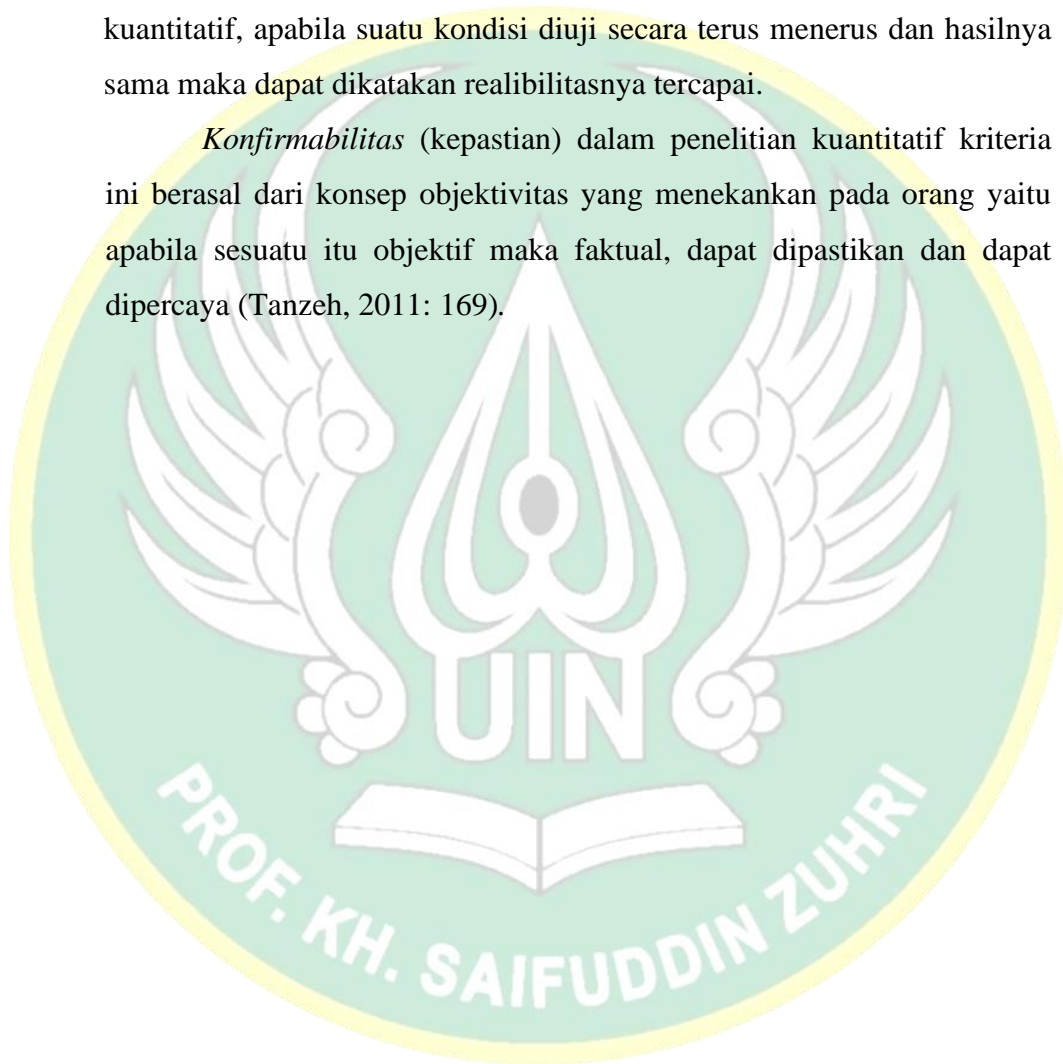 kuantitatif, apabila suatu kondisi diuji secara terus menerus dan hasilnya
sama maka dapat dikatakan realibilitasnya tercapai.
Konfirmabilitas (kepastian) dalam penelitian kuantitatif kriteria
ini berasal dari konsep objektivitas yang menekankan pada orang yaitu
apabila sesuatu itu objektif maka faktual, dapat dipastikan dan dapat
dipercaya (Tanzeh, 2011: 169).
UIN
PROF. KH. SAIFUDDIN ZUHRI